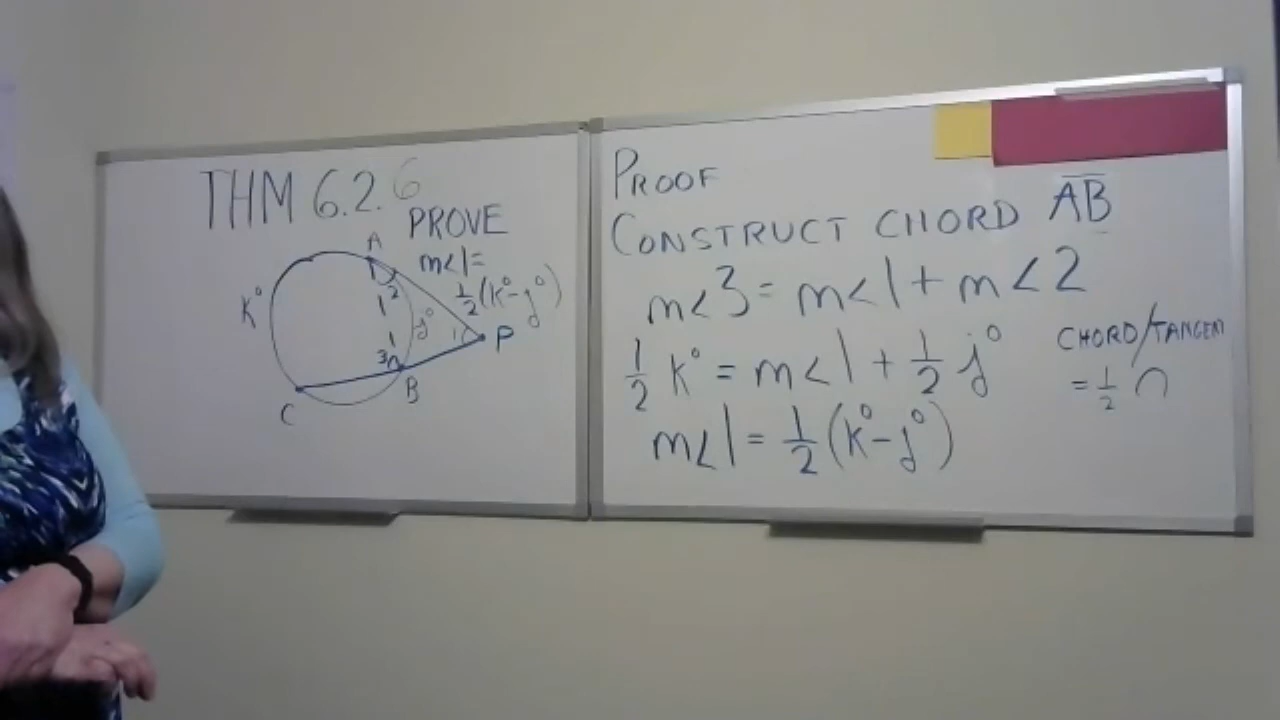 THM 6.2.6
PROVE
m<1=
1/2(k°-j°)
A
k°
2
j°
1
P
3
B
C
PROOF
CONSTRUCT CHORD AB
m<3=m<1+m<2
1/2 k°=m<1+1/2 j°
m<1=1/2(k°-j°)
CHORD/TANGENT
=1/2 ∩